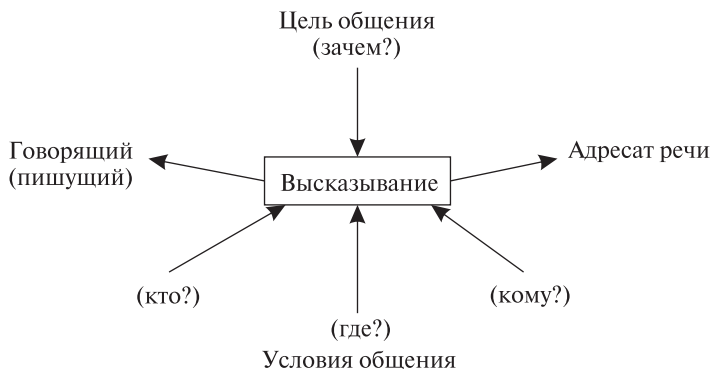 Цель общения
(зачем?)
Говорящий
(пишущий)
Высказывание
Адресат речи
(кто?)
(где?)
(кому?)
Условия общения